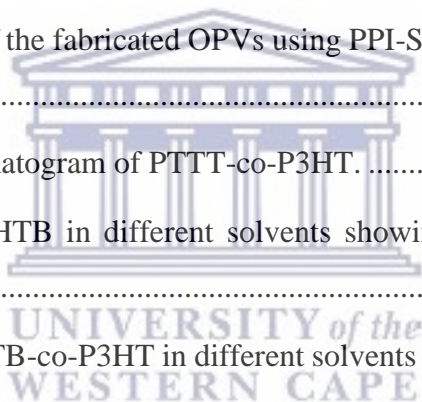 f the fabricated OPVs using PPI-S
........................................................................
natogram of PTTT-co-P3HT. ........
HTB in different solvents showi
........................................................................
UNIVERSITY of the
TB-co-P3HT in different solvents
WESTERN CAPE